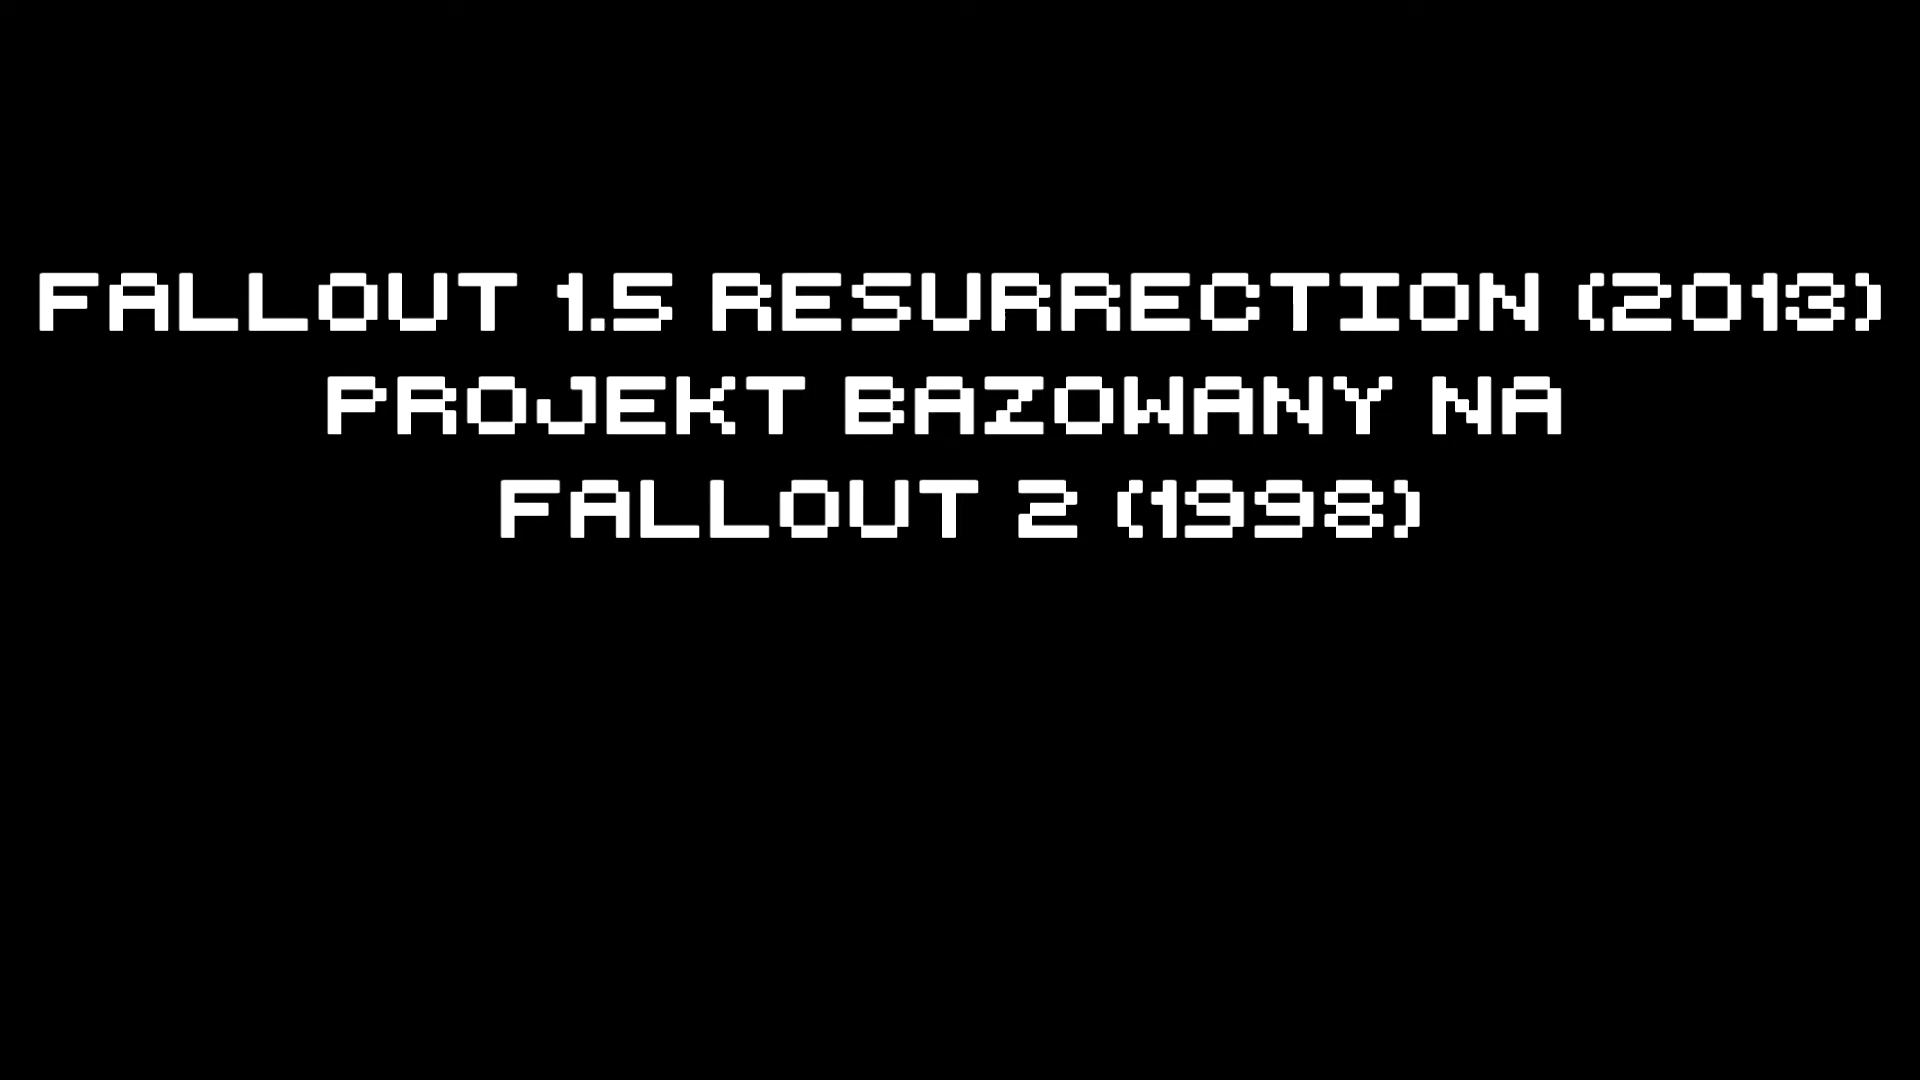 FALLOUT 1.5 RESURRECTION (2013)
PROJEKT BAZOWANY NA
FALLOUT 2 (1998)